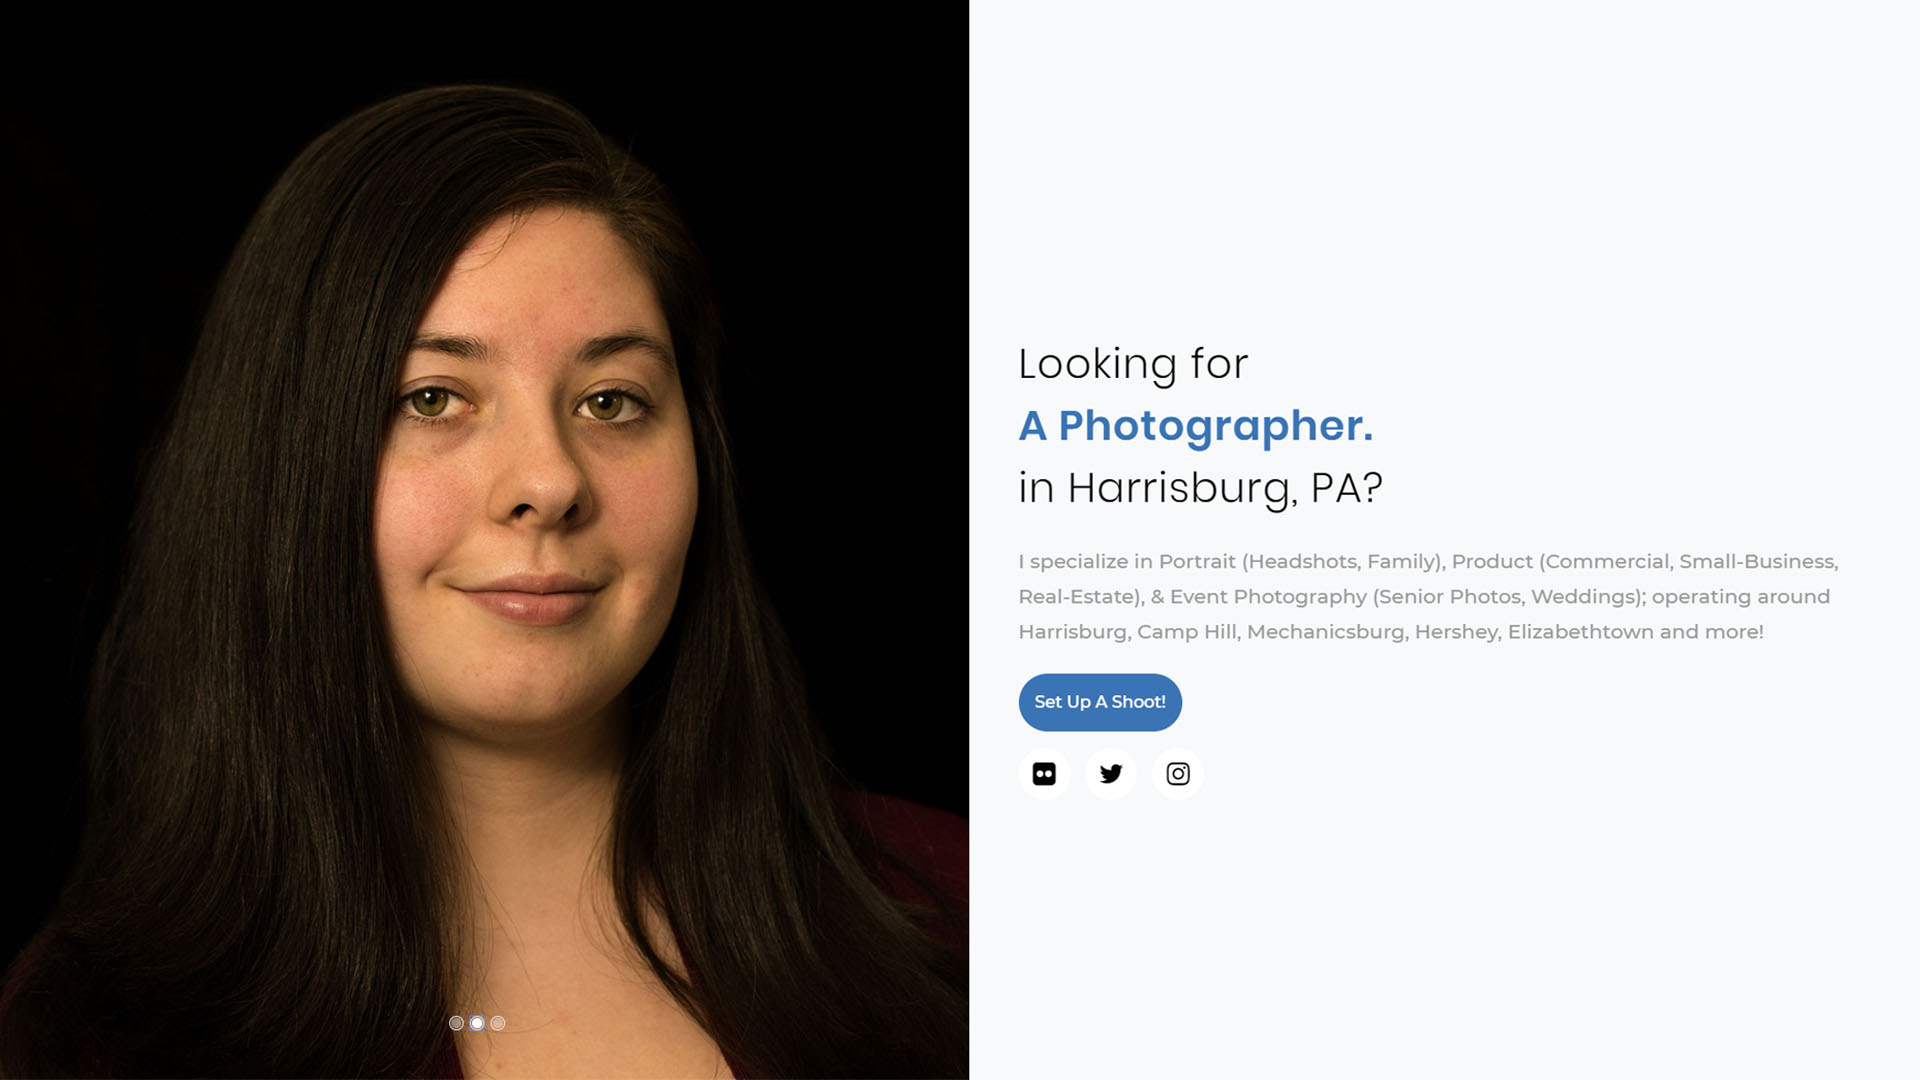 Looking for
A Photographer.
in Harrisburg, PA?
I specialize in Portrait (Headshots, Family), Product (Commercial, Small-Business,
Real-Estate), & Event Photography (Senior Photos, Weddings); operating around
Harrisburg, Camp Hill, Mechanicsburg, Hershey, Elizabethtown and more!
Set Up A Shoot!